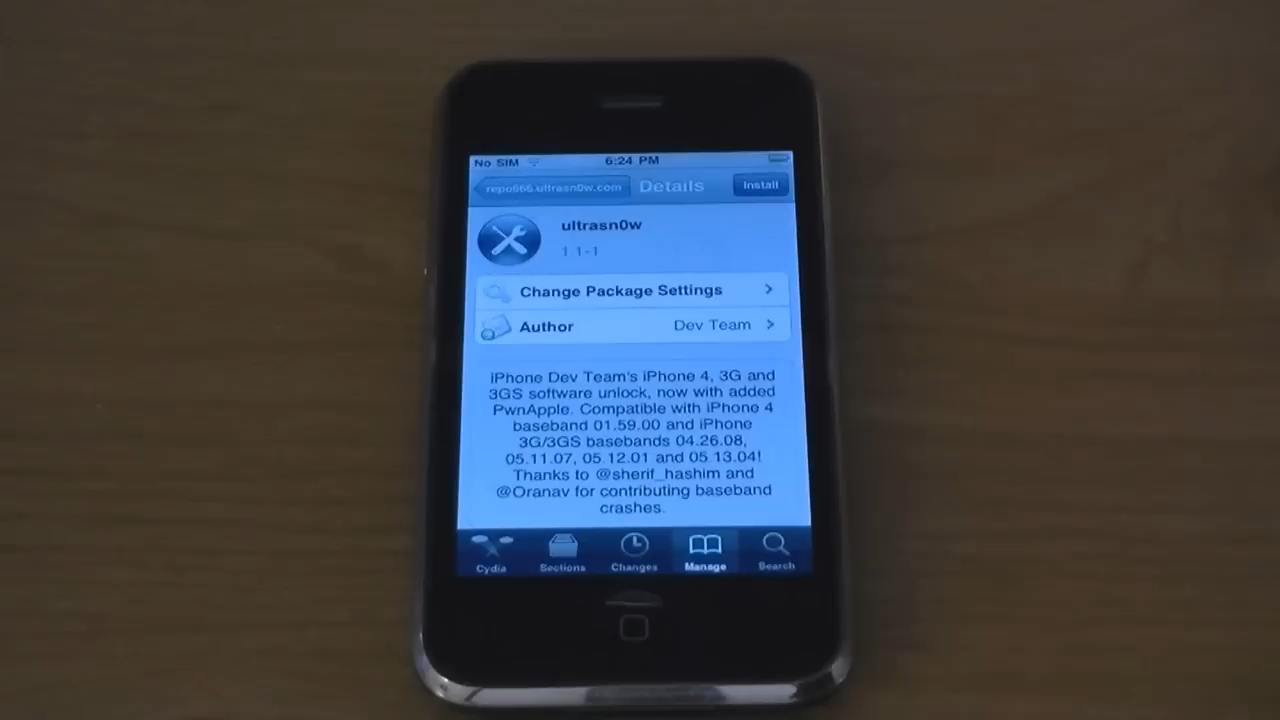 No SIM 6:24 PM
repo666.ultrasn0w.com Details Install
ultrasn0w
1.1-1
Change Package Settings
Author Dev Team
iPhone Dev Team's iPhone 4, 3G and
3GS software unlock, now with added
PwnApple. Compatible with iPhone 4
baseband 01.59.00 and iPhone
3G/3GS basebands 04.26.08,
05.11.07, 05.12.01 and 05.13.04!
Thanks to @sherif_hashim and
@Oranav for contributing baseband
crashes.
Cydia Sections Changes Manage Search